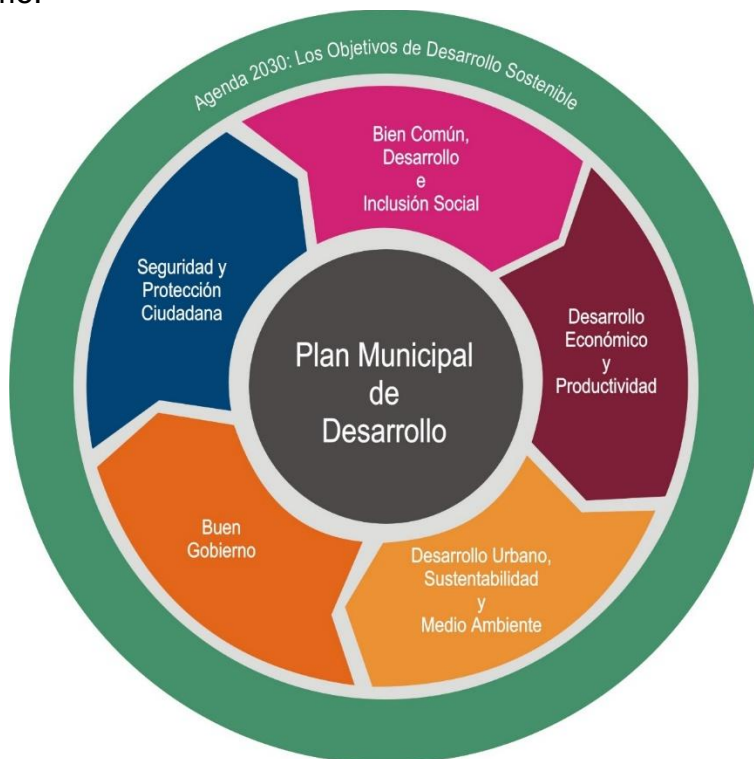 Agenda 2030: Los Objetivos de Desarrollo Sostenible
Bien Común,
Desarrollo
e
Inclusión Social
Desarrollo
Económico
y
Productividad
Desarrollo Urbano,
Sustentabilidad
y
Medio Ambiente
Buen
Gobierno
Seguridad y
Protección
Ciudadana
Plan Municipal
de
Desarrollo